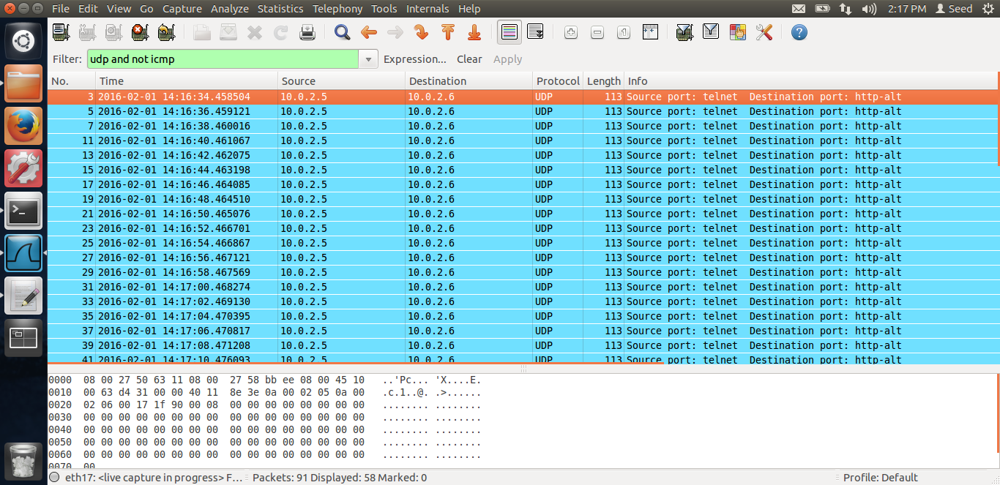 File Edit View Go Capture Analyze Statistics Telephony Tools Internals Help 2:17 PM Seed
Filter: udp and not icmp Expression... Clear Apply
No. Time Source Destination Protocol Length Info
3 2016-02-01 14:16:34.458504 10.0.2.5 10.0.2.6 UDP 113 Source port: telnet Destination port: http-alt
5 2016-02-01 14:16:36.459121 10.0.2.5 10.0.2.6 UDP 113 Source port: telnet Destination port: http-alt
7 2016-02-01 14:16:38.460016 10.0.2.5 10.0.2.6 UDP 113 Source port: telnet Destination port: http-alt
11 2016-02-01 14:16:40.461067 10.0.2.5 10.0.2.6 UDP 113 Source port: telnet Destination port: http-alt
13 2016-02-01 14:16:42.462075 10.0.2.5 10.0.2.6 UDP 113 Source port: telnet Destination port: http-alt
15 2016-02-01 14:16:44.463198 10.0.2.5 10.0.2.6 UDP 113 Source port: telnet Destination port: http-alt
17 2016-02-01 14:16:46.464085 10.0.2.5 10.0.2.6 UDP 113 Source port: telnet Destination port: http-alt
19 2016-02-01 14:16:48.464510 10.0.2.5 10.0.2.6 UDP 113 Source port: telnet Destination port: http-alt
21 2016-02-01 14:16:50.465076 10.0.2.5 10.0.2.6 UDP 113 Source port: telnet Destination port: http-alt
23 2016-02-01 14:16:52.466701 10.0.2.5 10.0.2.6 UDP 113 Source port: telnet Destination port: http-alt
25 2016-02-01 14:16:54.466867 10.0.2.5 10.0.2.6 UDP 113 Source port: telnet Destination port: http-alt
27 2016-02-01 14:16:56.467121 10.0.2.5 10.0.2.6 UDP 113 Source port: telnet Destination port: http-alt
29 2016-02-01 14:16:58.467569 10.0.2.5 10.0.2.6 UDP 113 Source port: telnet Destination port: http-alt
31 2016-02-01 14:17:00.468274 10.0.2.5 10.0.2.6 UDP 113 Source port: telnet Destination port: http-alt
33 2016-02-01 14:17:02.469130 10.0.2.5 10.0.2.6 UDP 113 Source port: telnet Destination port: http-alt
35 2016-02-01 14:17:04.470395 10.0.2.5 10.0.2.6 UDP 113 Source port: telnet Destination port: http-alt
37 2016-02-01 14:17:06.470817 10.0.2.5 10.0.2.6 UDP 113 Source port: telnet Destination port: http-alt
39 2016-02-01 14:17:08.471208 10.0.2.5 10.0.2.6 UDP 113 Source port: telnet Destination port: http-alt
41 2016-02-01 14:17:10.476093 10.0.2.5 10.0.2.6 UDP 113 Source port: telnet Destination port: http-alt
0000 08 00 27 50 63 11 08 00 27 58 bb ee 08 00 45 10 ..'Pc... 'X....E.
0010 00 63 d4 31 00 00 40 11 8e 3e 0a 00 02 05 0a 00 .c.1..@. .>......
0020 02 06 00 17 1f 90 00 08 00 00 00 00 00 00 00 00 ........ ........
0030 00 00 00 00 00 00 00 00 00 00 00 00 00 00 00 00 ........ ........
0040 00 00 00 00 00 00 00 00 00 00 00 00 00 00 00 00 ........ ........
0050 00 00 00 00 00 00 00 00 00 00 00 00 00 00 00 00 ........ ........
0060 00 00 00 00 00 00 00 00 00 00 00 00 00 00 00 00 ........ ........
0070 00
eth17: <live capture in progress> F... Packets: 91 Displayed: 58 Marked: 0 Profile: Default